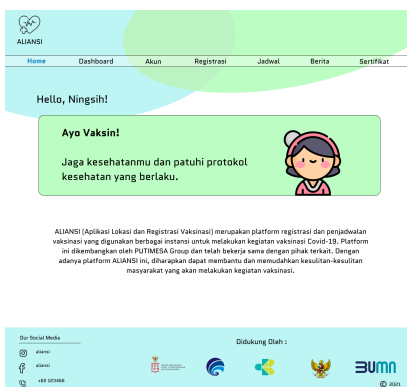 ALIANSI
Home Dashboard Akun Registrasi Jadwal Berita Sertifikat
Hello, Ningsih!
Ayo Vaksin!
Jaga kesehatanmu dan patuhi protokol
kesehatan yang berlaku.
ALIANSI [Aplikasi Lokasi dan Registrasi Vaksinasi] merupakan platform registrasi dan penjadwalan
vaksinasi yang digunakan berbagai instansi untuk melakukan kegiatan vaksinasi Covid-19. Platform
ini dikembangkan oleh PUTIMESA Group dan telah bekerja sama dengan pihak terkait. Dengan
adanya platform ALIANSI ini, diharapkan dapat membantu dan memudahkan kesulitan-kesulitan
masyarakat yang akan melakukan kegiatan vaksinasi.
Our Social Media
Didukung Oleh :
aliansi
aliansi
+62 123456
BUMN
© 2021